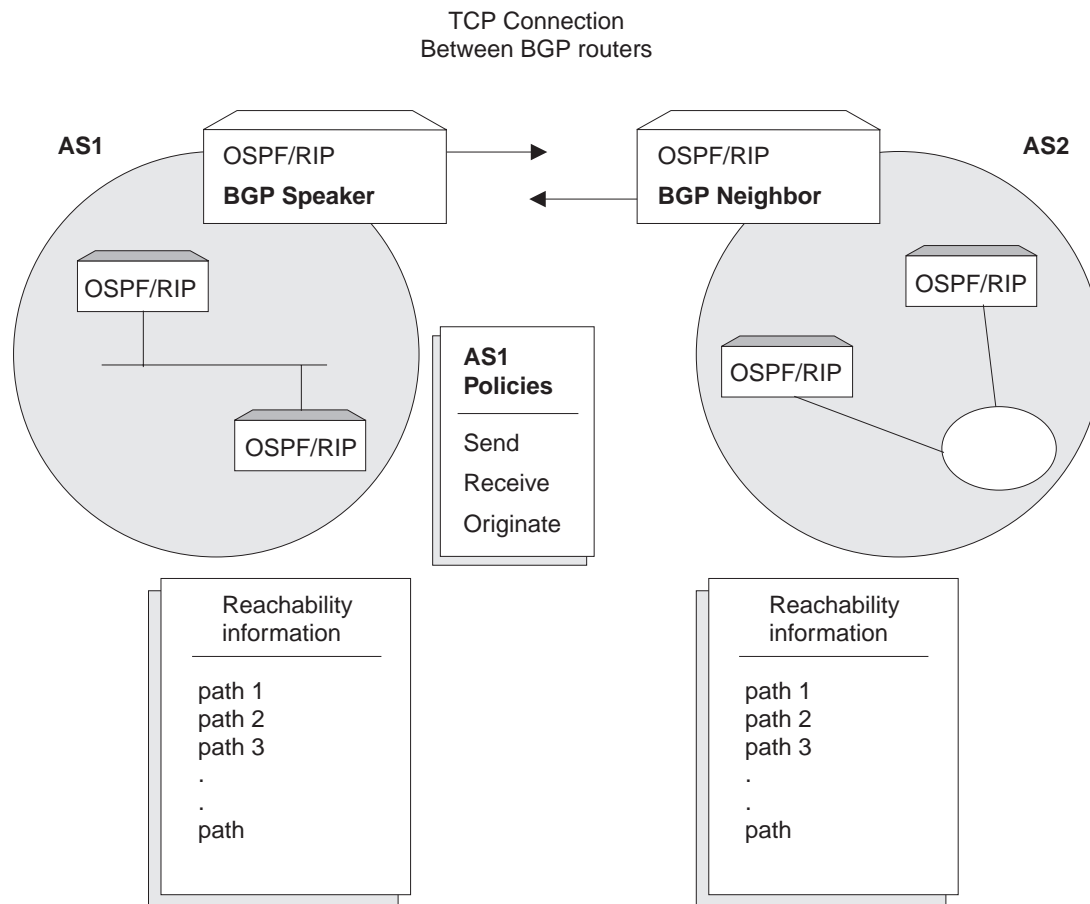 TCP Connection
Between BGP routers
AS1
OSPF/RIP
BGP Speaker
OSPF/RIP
BGP Neighbor
AS2
OSPF/RIP
OSPF/RIP
AS1
Policies
Send
Receive
Originate
OSPF/RIP
OSPF/RIP
Reachability
information
path 1
path 2
path 3
.
.
path
Reachability
information
path 1
path 2
path 3
.
.
path